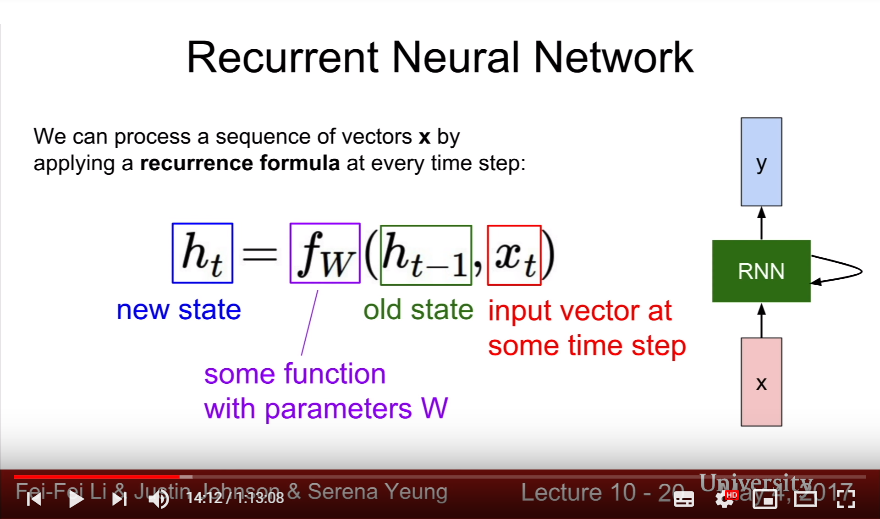 Recurrent Neural Network
We can process a sequence of vectors x by
applying a recurrence formula at every time step:
y
h_t = f_W(h_{t-1}, x_t)
RNN
new state
old state
input vector at
some time step
some function
with parameters W
x
Fei-Fei Li & Justin Johnson & Serena Yeung
Lecture 10 - 20
University
May 4, 2017
14:12 / 1:13:08
HD